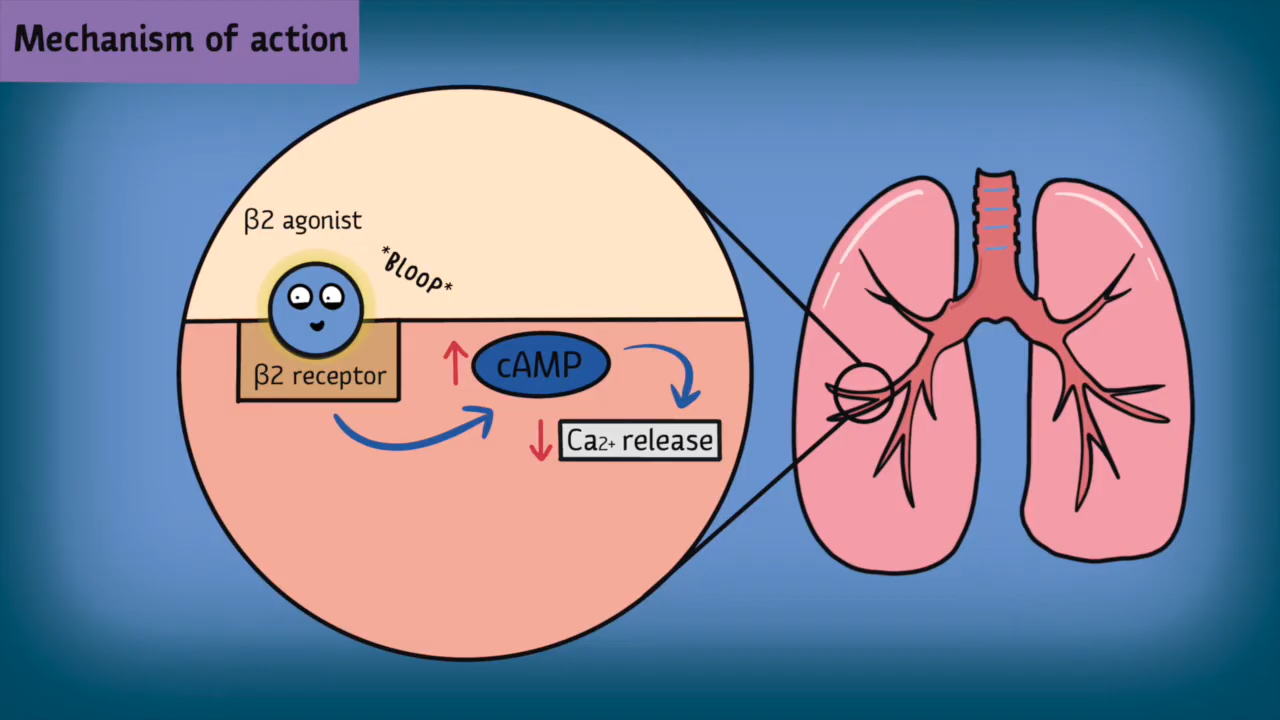 Mechanism of action
β2 agonist
*BLOOP*
β2 receptor
cAMP
Ca2+ release